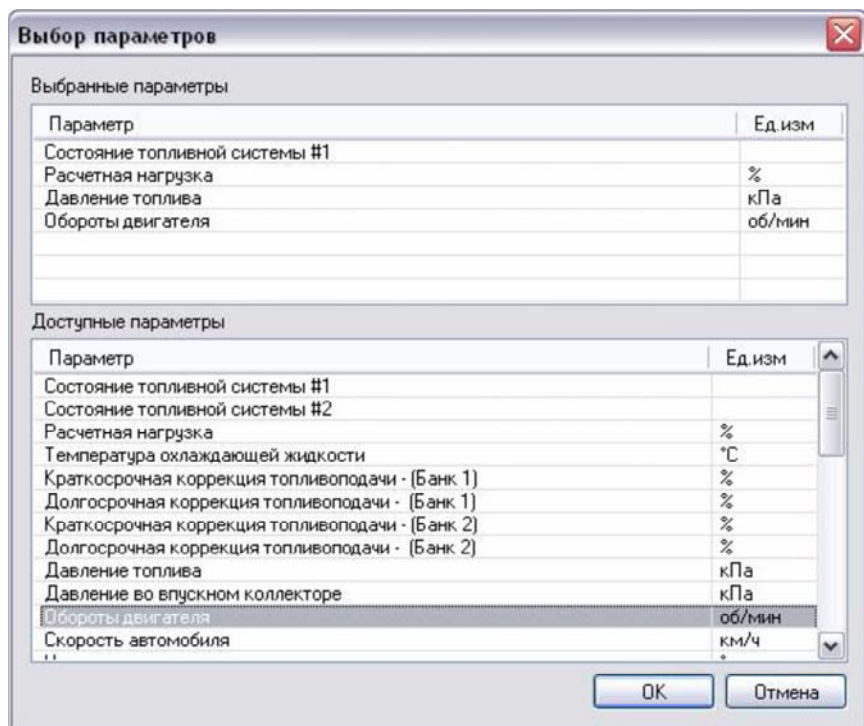 Выбор параметров
Выбранные параметры
Параметр Ед.изм
Состояние топливной системы #1
Расчетная нагрузка %
Давление топлива кПа
Обороты двигателя об/мин
Доступные параметры
Параметр Ед.изм
Состояние топливной системы #1
Состояние топливной системы #2
Расчетная нагрузка %
Температура охлаждающей жидкости °C
Краткосрочная коррекция топливоподачи - (Банк 1) %
Долгосрочная коррекция топливоподачи - (Банк 1) %
Краткосрочная коррекция топливоподачи - (Банк 2) %
Долгосрочная коррекция топливоподачи - (Банк 2) %
Давление топлива кПа
Давление во впускном коллекторе кПа
Обороты двигателя об/мин
Скорость автомобиля км/ч
OK Отмена